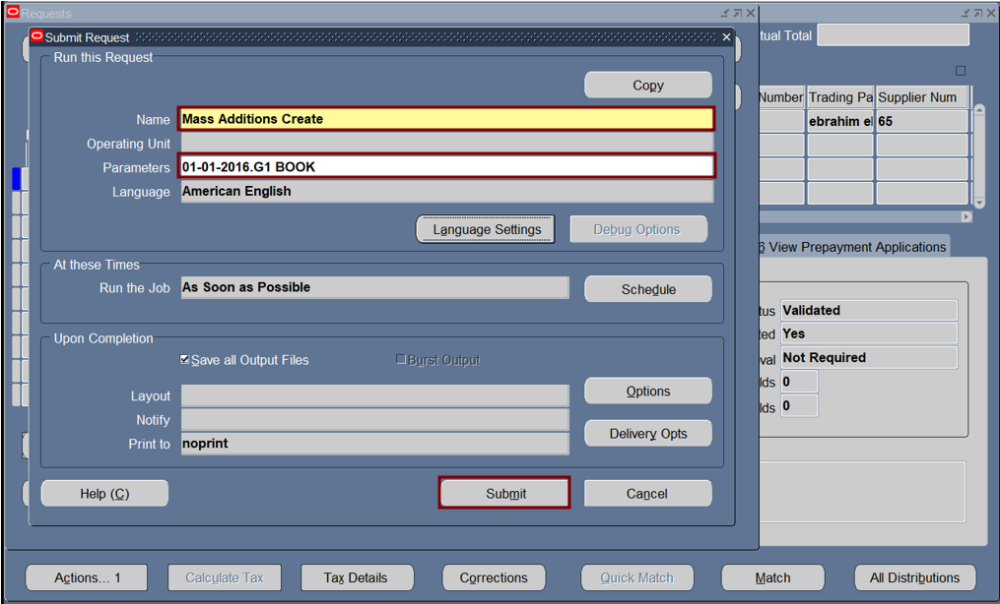 Requests
Submit Request
Run this Request
Copy
Name Mass Additions Create
Operating Unit
Parameters 01-01-2016.G1 BOOK
Language American English
Language Settings Debug Options
At these Times
Run the Job As Soon as Possible Schedule
Upon Completion
Save all Output Files Burst Output
Layout Options
Notify
Print to noprint Delivery Opts
Help (C) Submit Cancel
tual Total
Number Trading Pa Supplier Num
ebrahim el 65
6 View Prepayment Applications
tus Validated
ted Yes
val Not Required
lds 0
lds 0
Actions... 1 Calculate Tax Tax Details Corrections Quick Match Match All Distributions